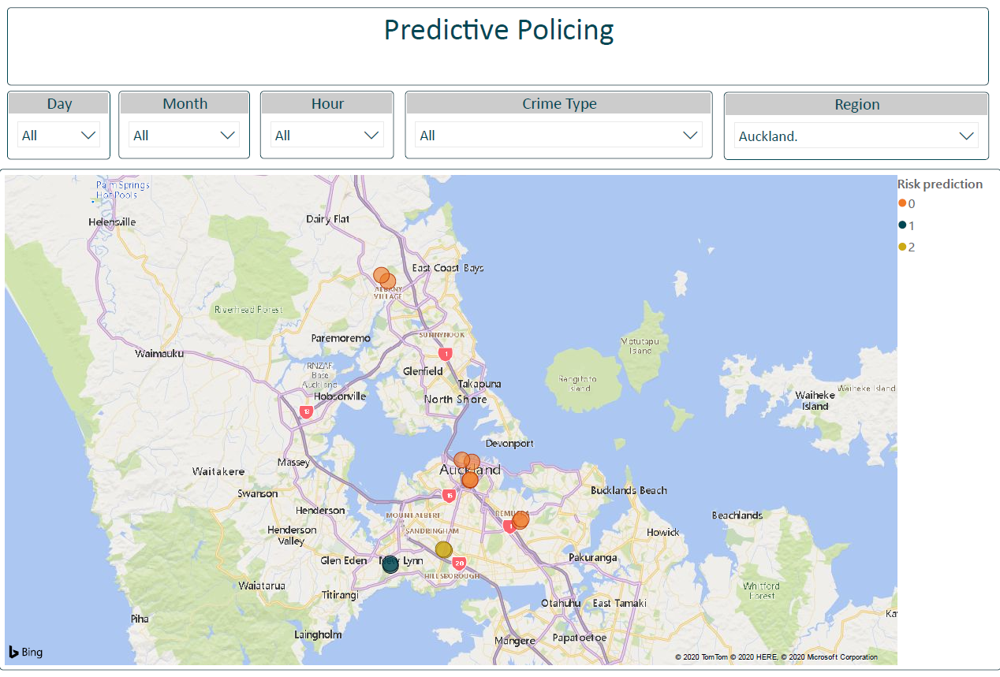 Predictive Policing
Day
Month
Hour
Crime Type
Region
All
All
All
All
Auckland.
Risk prediction
0
1
2
Palm Springs
Hot Pools
Helensville
Dairy Flat
East Coast Bays
ALBANY
VILLAGE
Riverhead Forest
SUNNYNOOK
Paremoremo
Motutapu
Island
Waimauku
1
RNZAF
Base
Auckland
Glenfield
Rangitoto
Island
Takapuna
Hobsonville
North Shore
Waiheke
Island
Waiheke Island
18
Devonport
Massey
Waitakere
Auckland
Swanson
16
Bucklands Beach
Henderson
MOUNT ALBERT
REMUERA
Beachlands
Henderson
Valley
SANDRINGHAM
1
Howick
Glen Eden
New Lynn
20
Pakuranga
HILLSBOROUGH
Waiatarua
Titirangi
Whitford
Forest
Otahuhu
East Tamaki
Piha
Ka
Laingholm
Mangere
Papatoetoe
Bing
© 2020 TomTom © 2020 HERE, © 2020 Microsoft Corporation